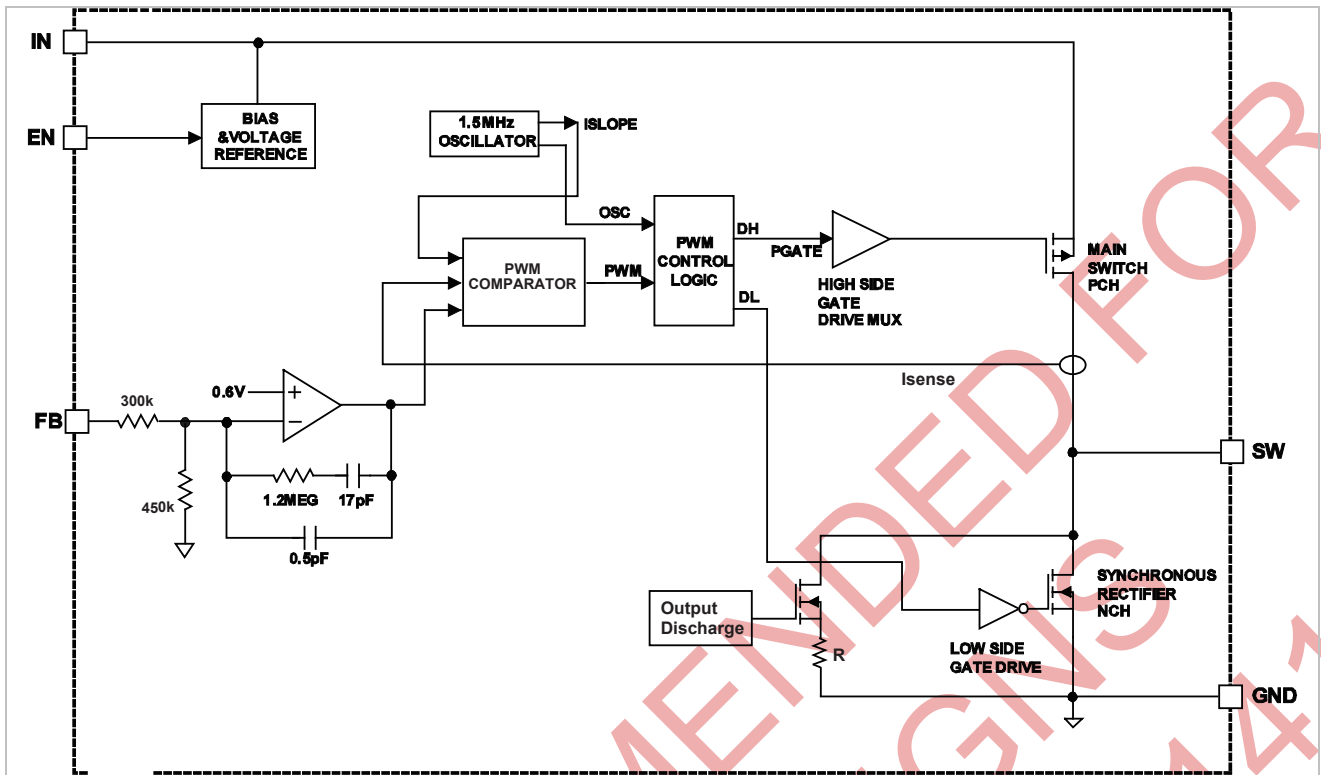 IN
EN
BIAS
&VOLTAGE
REFERENCE
1.5MHz
OSCILLATOR
ISLOPE
OSC
PWM
COMPARATOR
PWM
PWM
CONTROL
LOGIC
DH
DL
PGATE
HIGH SIDE
GATE
DRIVE MUX
MAIN
SWITCH
PCH
Isense
0.6V
+
−
300k
FB
450k
1.2MEG
17pF
0.5pF
SW
Output
Discharge
R
LOW SIDE
GATE DRIVE
SYNCHRONOUS
RECTIFIER
NCH
GND
MENDED FOR
IGNS
141